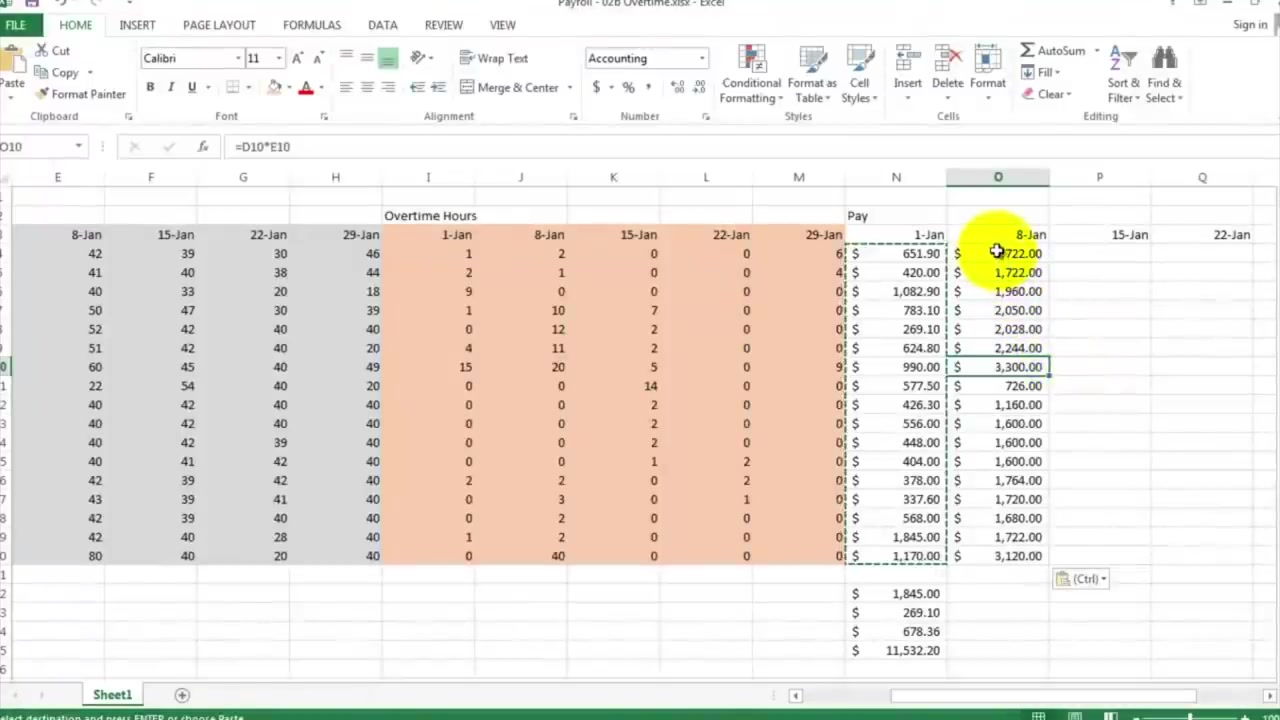 Payroll - 02b Overtime.xlsx - Excel
FILE HOME INSERT PAGE LAYOUT FORMULAS DATA REVIEW VIEW Sign in
Cut Calibri 11 Wrap Text Accounting AutoSum
Paste Copy Fill
Format Painter B I U A Merge & Center $ % Conditional Formatting Format as Table Cell Styles Insert Delete Format Clear Sort & Filter Find & Select
Clipboard Font Alignment Number Styles Cells Editing
O10 fx =D10*E10
E F G H I J K L M N O P Q
Overtime Hours Pay
8-Jan 15-Jan 22-Jan 29-Jan 1-Jan 8-Jan 15-Jan 22-Jan 29-Jan 1-Jan 8-Jan 15-Jan 22-Jan
42 39 30 46 1 2 0 0 6 $ 651.90 $ 722.00
41 40 38 44 2 1 0 0 4 $ 420.00 $ 1,722.00
40 33 20 18 9 0 0 0 0 $ 1,082.90 $ 1,960.00
50 47 30 39 1 10 7 0 0 $ 783.10 $ 2,050.00
52 42 40 40 0 12 2 0 0 $ 269.10 $ 2,028.00
51 42 40 20 4 11 2 0 0 $ 624.80 $ 2,244.00
60 45 40 49 15 20 5 0 9 $ 990.00 $ 3,300.00
22 54 40 20 0 0 14 0 0 $ 577.50 $ 726.00
40 42 40 40 0 0 2 0 0 $ 426.30 $ 1,160.00
40 42 40 40 0 0 2 0 0 $ 556.00 $ 1,600.00
40 42 39 40 0 0 2 0 0 $ 448.00 $ 1,600.00
40 41 42 40 0 0 1 2 0 $ 404.00 $ 1,600.00
42 39 42 40 2 2 0 2 0 $ 378.00 $ 1,764.00
43 39 41 40 0 3 0 1 0 $ 337.60 $ 1,720.00
42 39 40 40 0 2 0 0 0 $ 568.00 $ 1,680.00
42 40 28 40 1 2 0 0 0 $ 1,845.00 $ 1,722.00
80 40 20 40 0 40 0 0 0 $ 1,170.00 $ 3,120.00
(Ctrl)
$ 1,845.00
$ 269.10
$ 678.36
$ 11,532.20
Sheet1
select destination and press ENTER or choose Paste